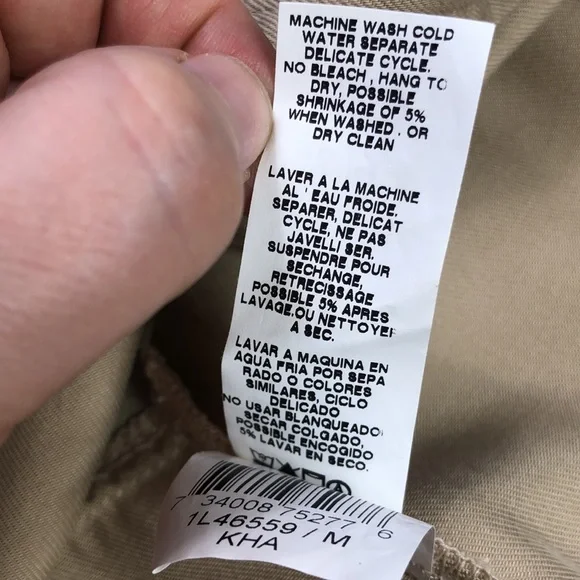 MACHINE WASH COLD
WATER SEPARATE
DELICATE CYCLE.
NO BLEACH, HANG TO
DRY, POSSIBLE
SHRINKAGE OF 5%
WHEN WASHED . OR
DRY CLEAN
LAVER A LA MACHINE
AL ' EAU FROIDE.
SEPARER, DELICAT
CYCLE, NE PAS
JAVELLI SER.
SUSPENDRE POUR
SECHANGE,
RETRECISSAGE
POSSIBLE 5% APRES
LAVAGE.OU NETTOYER
A SEC.
LAVAR A MAQUINA EN
AGUA FRIA POR SEPA
RADO O COLORES
SIMILARES, CICLO
DELICADO
NO USAR BLANQUEADO
SECAR COLGADO,
POSSIBLE ENCOGIDO
5% LAVAR EN SECO.
7 34008 75277 6
1L46559 / M
KHA